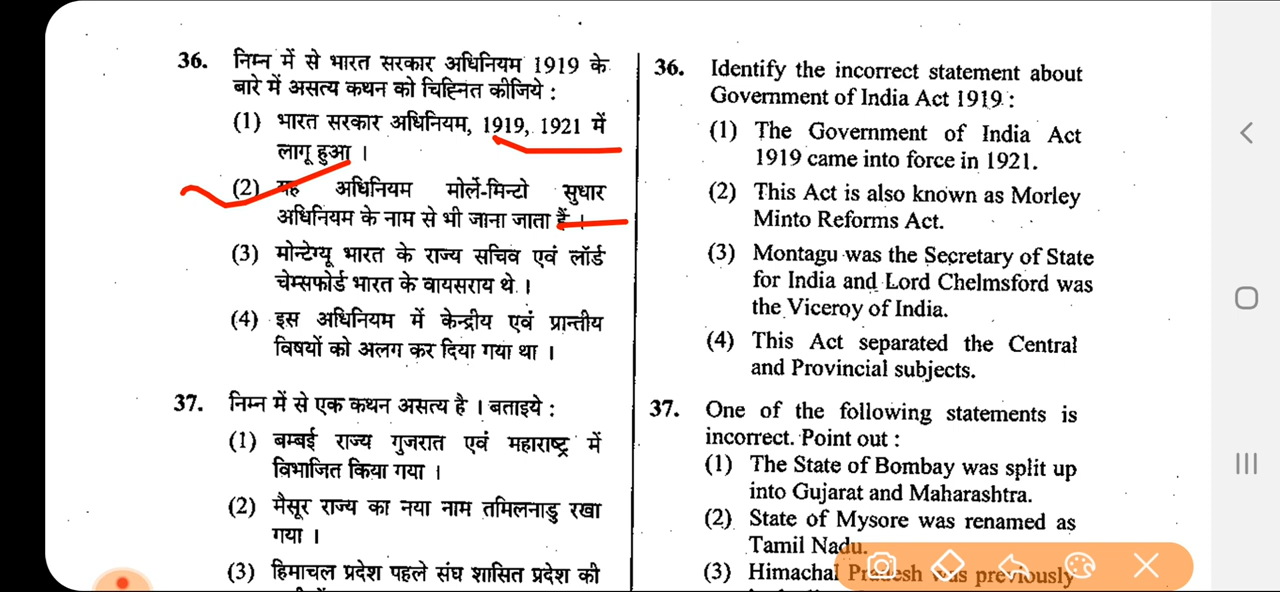 36. निम्न में से भारत सरकार अधिनियम 1919 के
बारे में असत्य कथन को चिह्नित कीजिये :
(1) भारत सरकार अधिनियम, 1919, 1921 में
लागू हुआ ।
(2) यह अधिनियम मोर्ले-मिन्टो सुधार
अधिनियम के नाम से भी जाना जाता हैं ।
(3) मोन्टेग्यू भारत के राज्य सचिव एवं लॉर्ड
चेम्सफोर्ड भारत के वायसराय थे ।
(4) इस अधिनियम में केन्द्रीय एवं प्रान्तीय
विषयों को अलग कर दिया गया था ।
37. निम्न में से एक कथन असत्य है । बताइये :
(1) बम्बई राज्य गुजरात एवं महाराष्ट्र में
विभाजित किया गया ।
(2) मैसूर राज्य का नया नाम तमिलनाडु रखा
गया ।
(3) हिमाचल प्रदेश पहले संघ शासित प्रदेश की
36. Identify the incorrect statement about
Government of India Act 1919 :
(1) The Government of India Act
1919 came into force in 1921.
(2) This Act is also known as Morley
Minto Reforms Act.
(3) Montagu was the Secretary of State
for India and Lord Chelmsford was
the Viceroy of India.
(4) This Act separated the Central
and Provincial subjects.
37. One of the following statements is
incorrect. Point out :
(1) The State of Bombay was split up
into Gujarat and Maharashtra.
(2) State of Mysore was renamed as
Tamil Nadu.
(3) Himachal Pradesh was previously